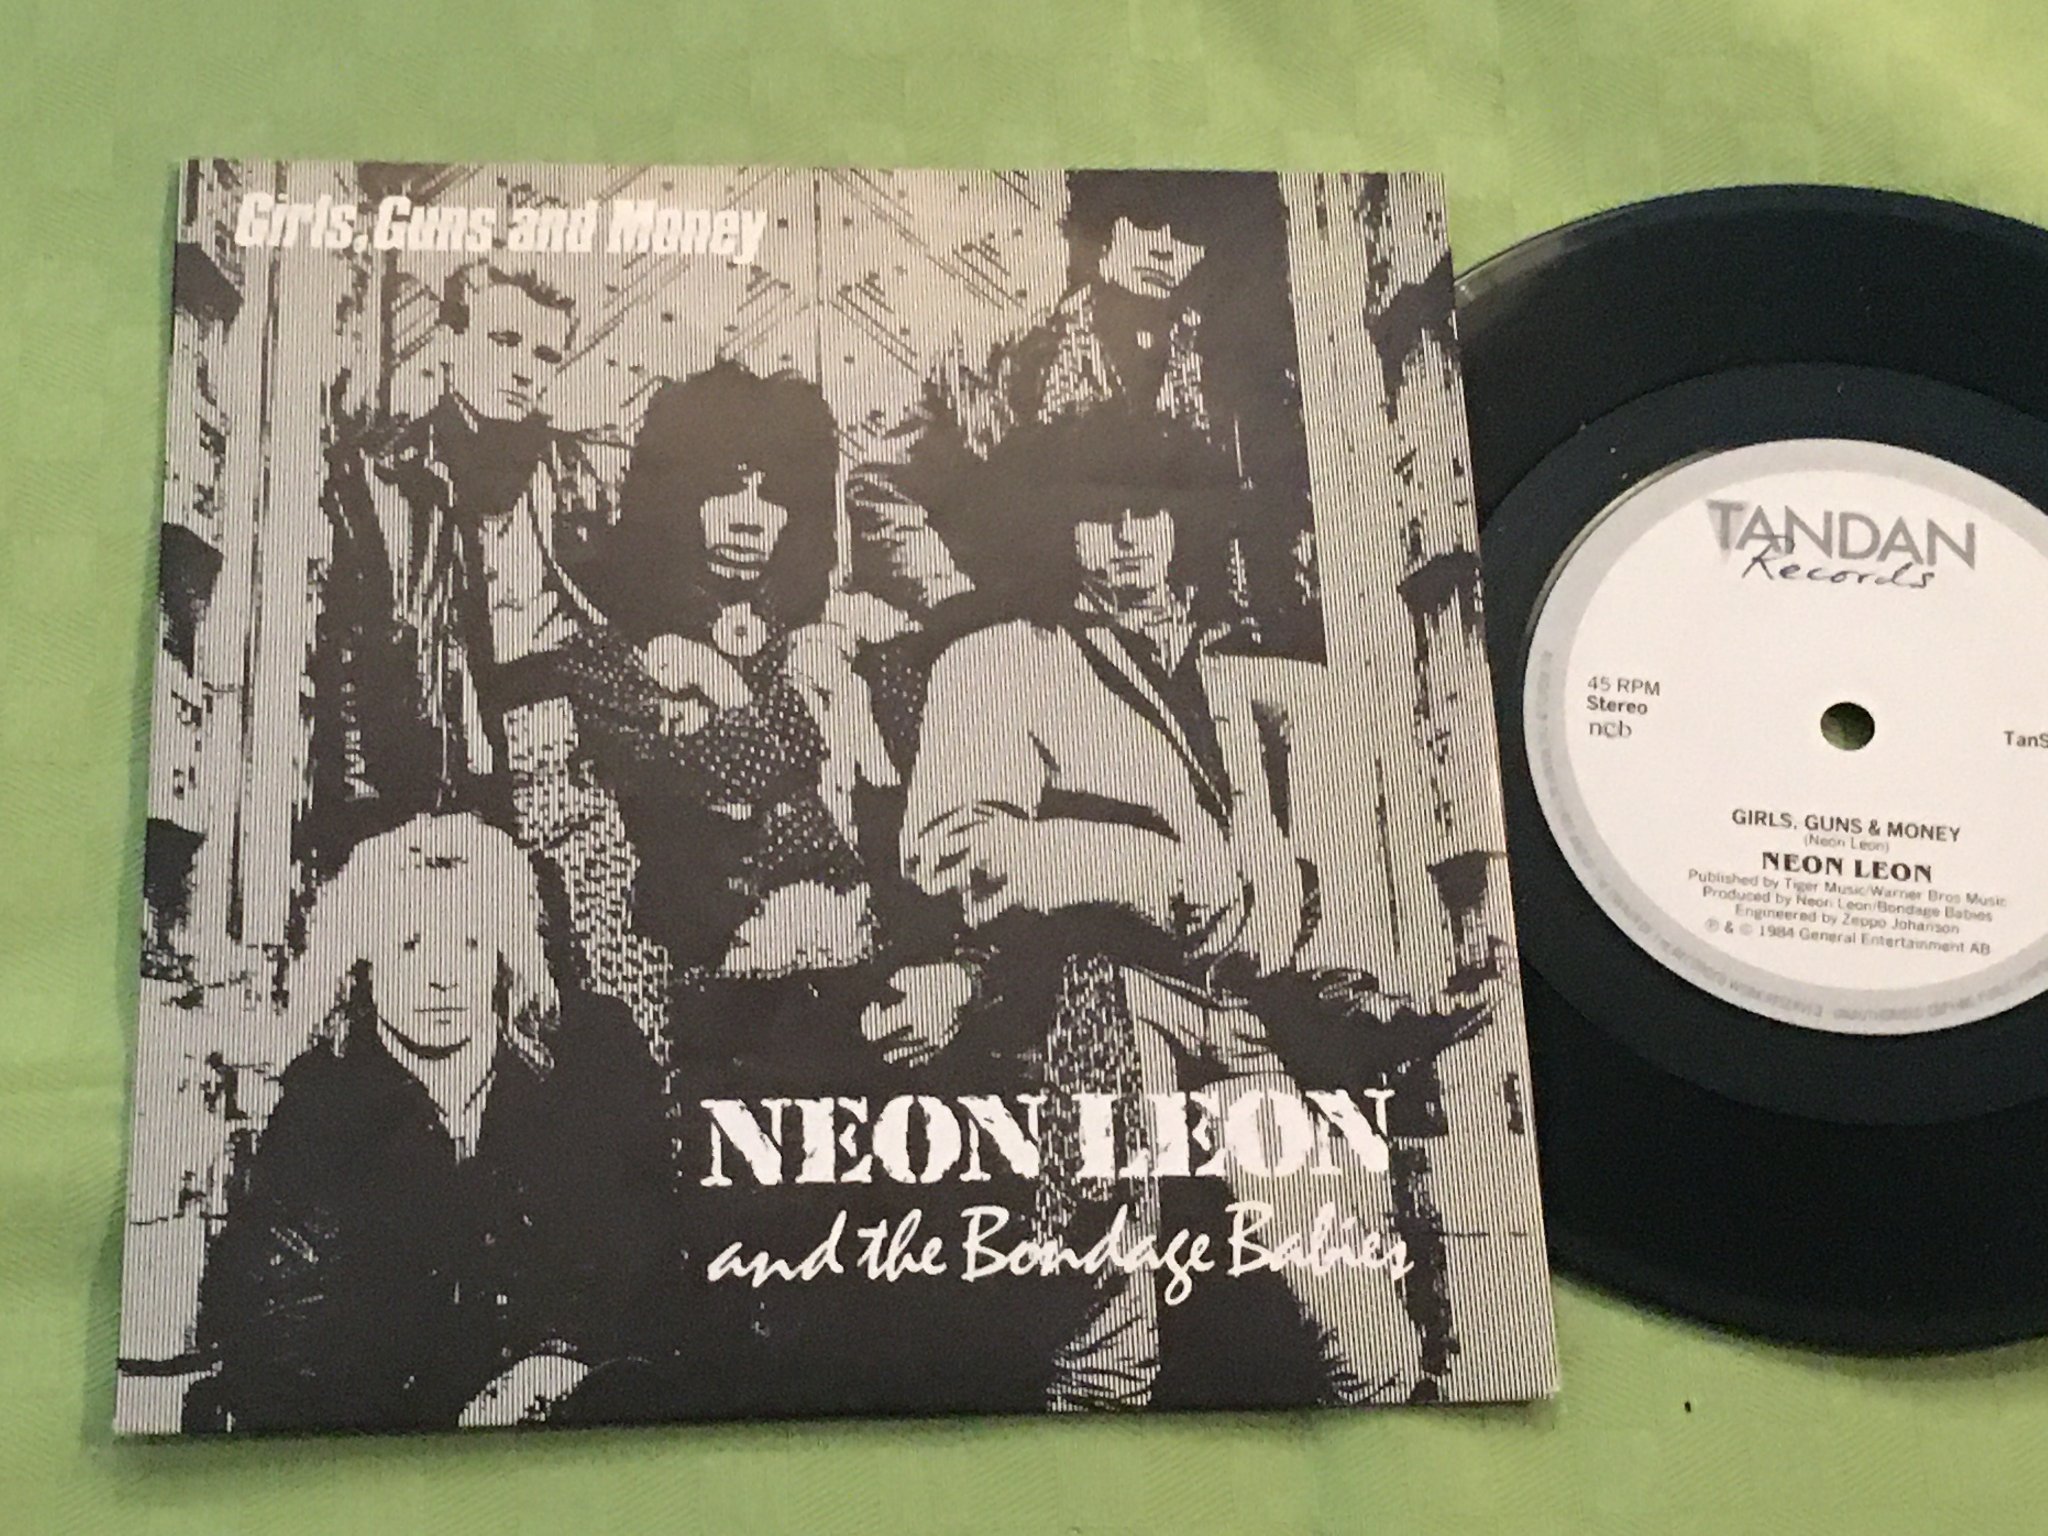 Girls, Guns and Money
NEON LEON
and the Bondage Babies
TANDAN
Records
45 RPM
Stereo
ncb
TanS
GIRLS, GUNS & MONEY
(Neon Leon)
NEON LEON
Published by Tiger Music/Warner Bros Music
Produced by Neon Leon/Bondage Babies
Engineered by Zeppo Johanson
℗ & © 1984 General Entertainment AB